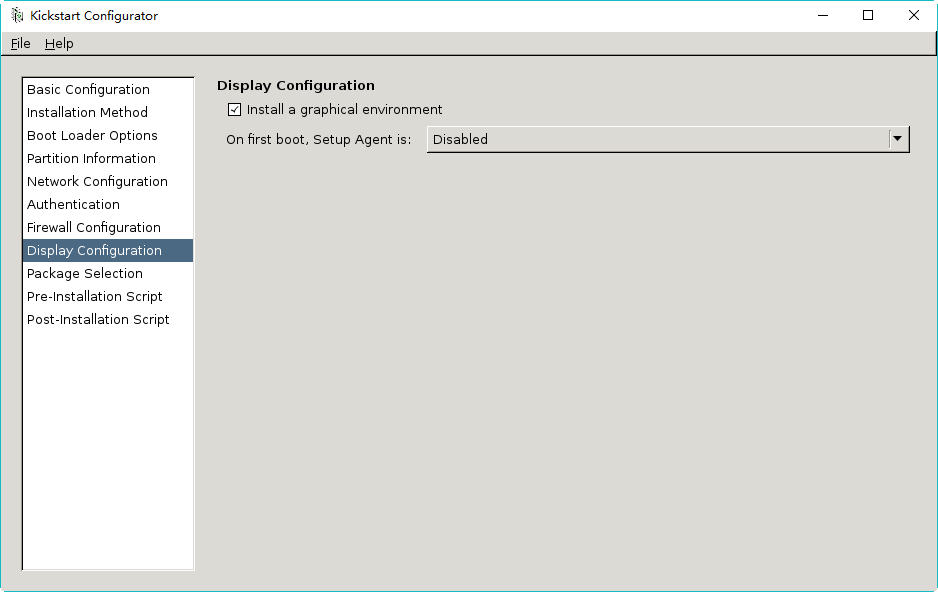 Kickstart Configurator
File Help
Basic Configuration
Installation Method
Boot Loader Options
Partition Information
Network Configuration
Authentication
Firewall Configuration
Display Configuration
Package Selection
Pre-Installation Script
Post-Installation Script
Display Configuration
Install a graphical environment
On first boot, Setup Agent is: Disabled